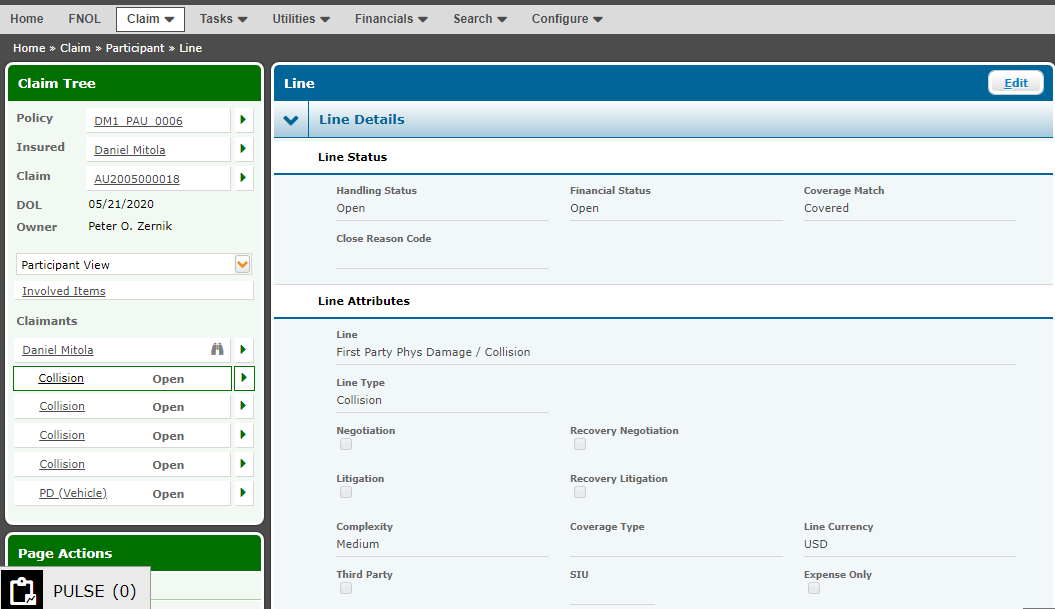 Home FNOL Claim Tasks Utilities Financials Search Configure
Home » Claim » Participant » Line
Claim Tree
Policy DM1_PAU_0006
Insured Daniel Mitola
Claim AU2005000018
DOL 05/21/2020
Owner Peter O. Zernik
Participant View
Involved Items
Claimants
Daniel Mitola
Collision Open
Collision Open
Collision Open
Collision Open
PD (Vehicle) Open
Page Actions
PULSE (0)
Line Edit
Line Details
Line Status
Handling Status Financial Status Coverage Match
Open Open Covered
Close Reason Code
Line Attributes
Line
First Party Phys Damage / Collision
Line Type
Collision
Negotiation Recovery Negotiation
Litigation Recovery Litigation
Complexity Coverage Type Line Currency
Medium USD
Third Party SIU Expense Only